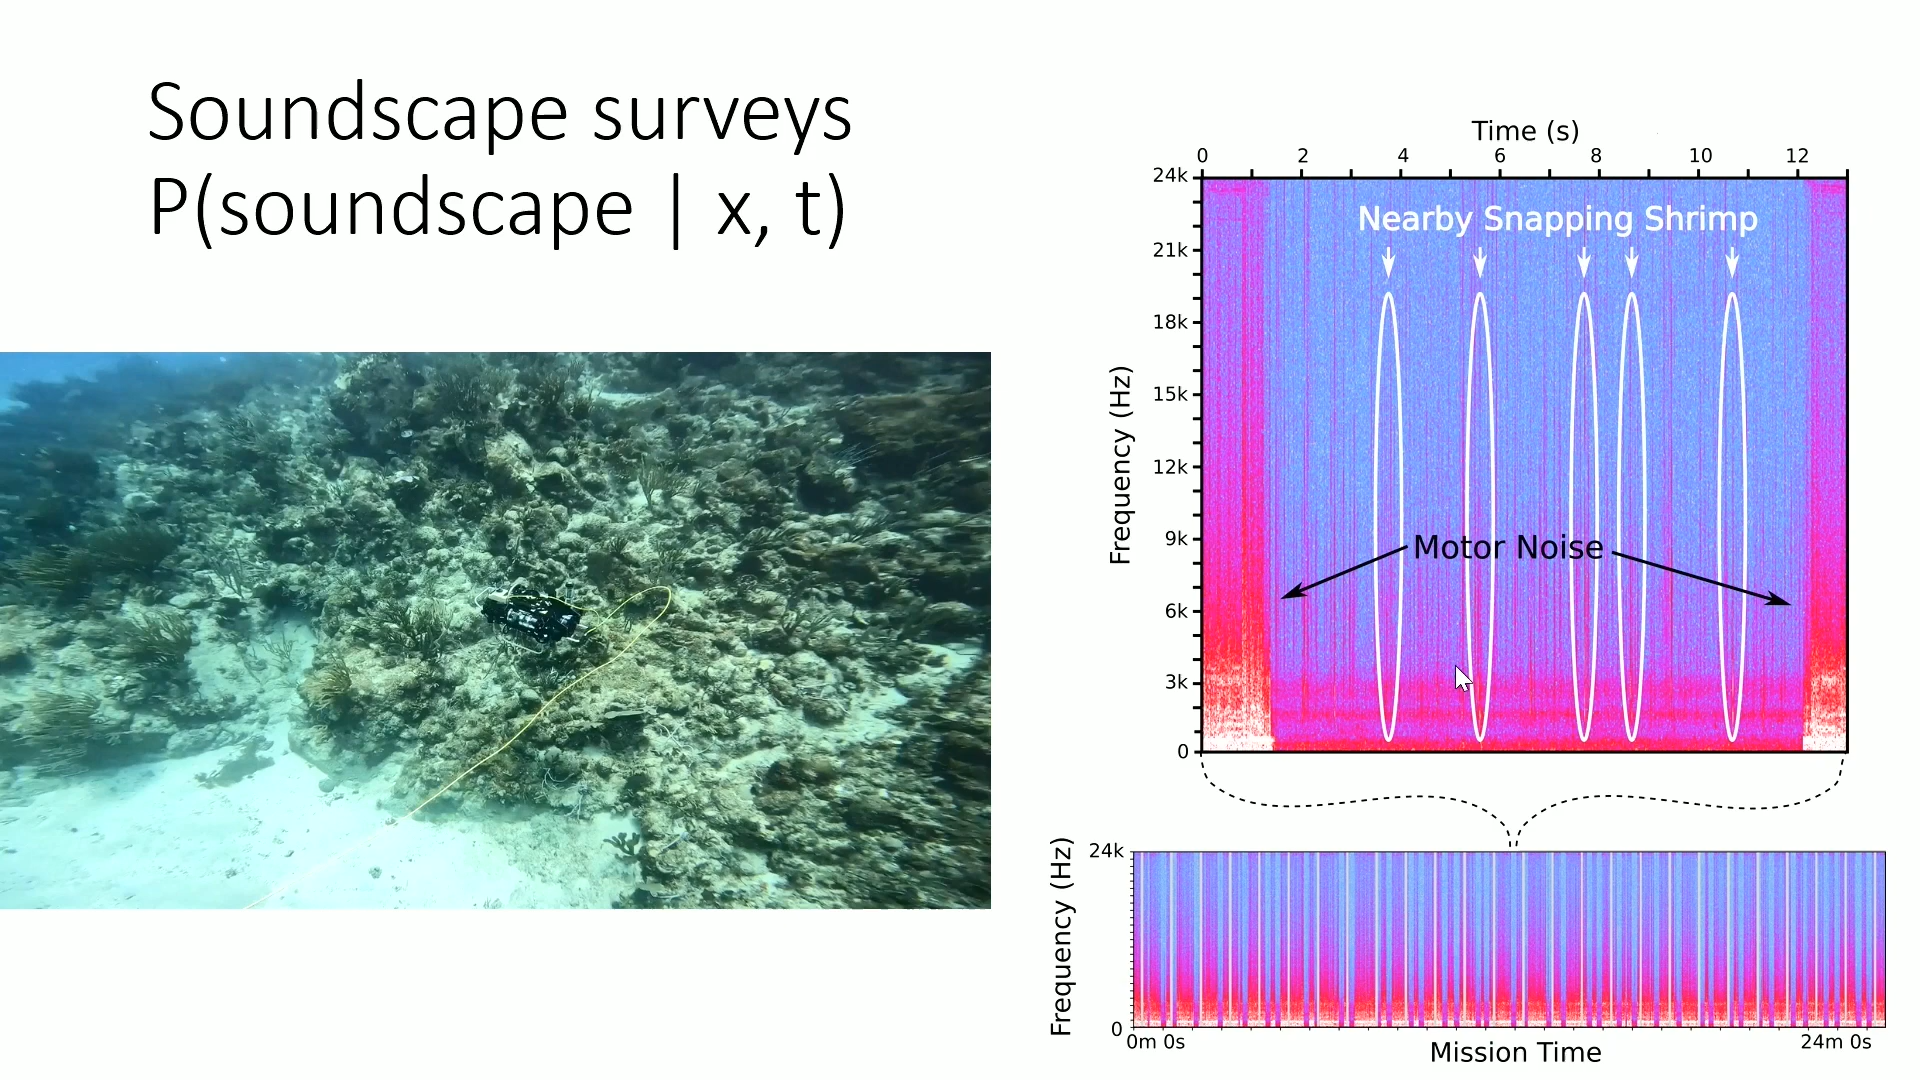 Soundscape surveys
P(soundscape | x, t)
Time (s)
0 2 4 6 8 10 12
24k
Nearby Snapping Shrimp
21k
18k
15k
12k
9k
Motor Noise
6k
3k
0
Frequency (Hz)
24k
0
Frequency (Hz)
0m 0s 24m 0s
Mission Time